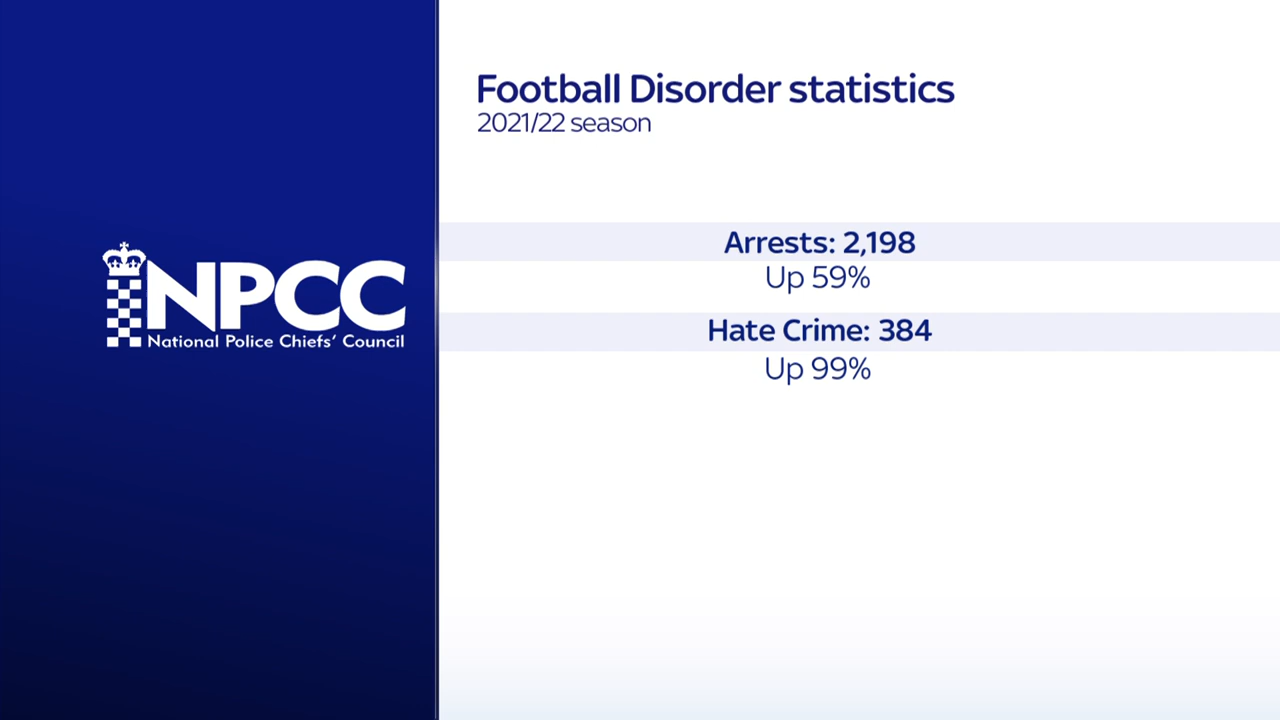 NPCC
National Police Chiefs’ Council
Football Disorder statistics
2021/22 season
Arrests: 2,198
Up 59%
Hate Crime: 384
Up 99%